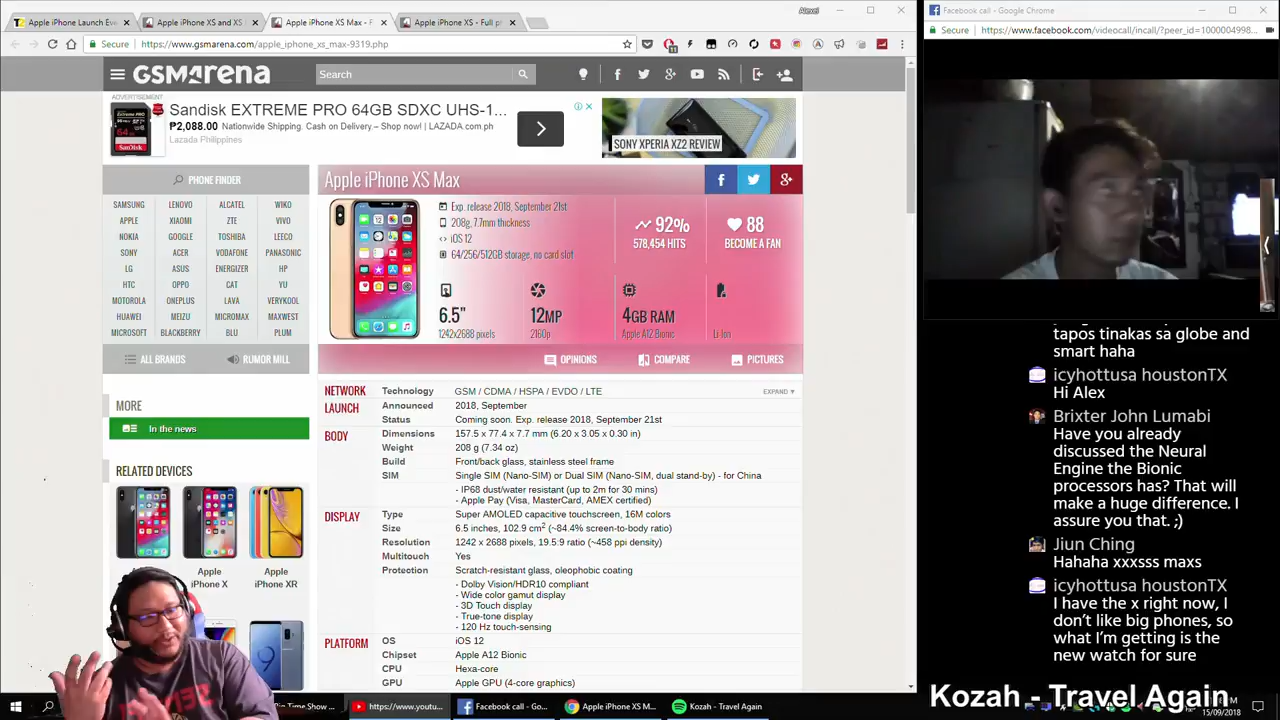 Apple iPhone Launch Eve
Apple iPhone XS and XS
Apple iPhone XS Max - F
Apple iPhone XS - Full ph
Alexel
Secure
https://www.gsmarena.com/apple_iphone_xs_max-9319.php
GSMARENA
Search
ADVERTISEMENT
Sandisk EXTREME PRO 64GB SDXC UHS-1...
₱2,088.00 Nationwide Shipping. Cash on Delivery – Shop now! | LAZADA.com.ph
Lazada Philippines
SONY XPERIA XZ2 REVIEW
PHONE FINDER
SAMSUNG LENOVO ALCATEL WIKO
APPLE XIAOMI ZTE VIVO
NOKIA GOOGLE TOSHIBA LEECO
SONY ACER VODAFONE PANASONIC
LG ASUS ENERGIZER HP
HTC OPPO CAT YU
MOTOROLA ONEPLUS LAVA VERYKOOL
HUAWEI MEIZU MICROMAX MAXWEST
MICROSOFT BLACKBERRY BLU PLUM
ALL BRANDS RUMOR MILL
MORE
In the news
RELATED DEVICES
Apple
iPhone X
Apple
iPhone XR
Apple iPhone XS Max
Exp. release 2018, September 21st
208g, 7.7mm thickness
iOS 12
64/256/512GB storage, no card slot
92%
578,454 HITS
88
BECOME A FAN
6.5"
1242x2688 pixels
12MP
2160p
4GB RAM
Apple A12 Bionic
Li-Ion
OPINIONS COMPARE PICTURES
NETWORK Technology GSM / CDMA / HSPA / EVDO / LTE EXPAND ▼
LAUNCH Announced 2018, September
Status Coming soon. Exp. release 2018, September 21st
BODY Dimensions 157.5 x 77.4 x 7.7 mm (6.20 x 3.05 x 0.30 in)
Weight 208 g (7.34 oz)
Build Front/back glass, stainless steel frame
SIM Single SIM (Nano-SIM) or Dual SIM (Nano-SIM, dual stand-by) - for China
- IP68 dust/water resistant (up to 2m for 30 mins)
- Apple Pay (Visa, MasterCard, AMEX certified)
DISPLAY Type Super AMOLED capacitive touchscreen, 16M colors
Size 6.5 inches, 102.9 cm2 (~84.4% screen-to-body ratio)
Resolution 1242 x 2688 pixels, 19.5:9 ratio (~458 ppi density)
Multitouch Yes
Protection Scratch-resistant glass, oleophobic coating
- Dolby Vision/HDR10 compliant
- Wide color gamut display
- 3D Touch display
- True-tone display
- 120 Hz touch-sensing
PLATFORM OS iOS 12
Chipset Apple A12 Bionic
CPU Hexa-core
GPU Apple GPU (4-core graphics)
Facebook call - Google Chrome
Secure https://www.facebook.com/videocall/incall/?peer_id=1000004998...
tapos tinakas sa globe and
smart haha
icyhottusa houstonTX
Hi Alex
Brixter John Lumabi
Have you already
discussed the Neural
Engine the Bionic
processors has? That will
make a huge difference. I
assure you that. ;)
Jiun Ching
Hahaha xxxsss maxs
icyhottusa houstonTX
I have the x right now, I
don't like big phones, so
what I'm getting is the
new watch for sure
Kozah - Travel Again
Big Time Show ...
https://www.youtu...
Facebook call - Go...
Apple iPhone XS M...
Kozah - Travel Again
15/09/2018